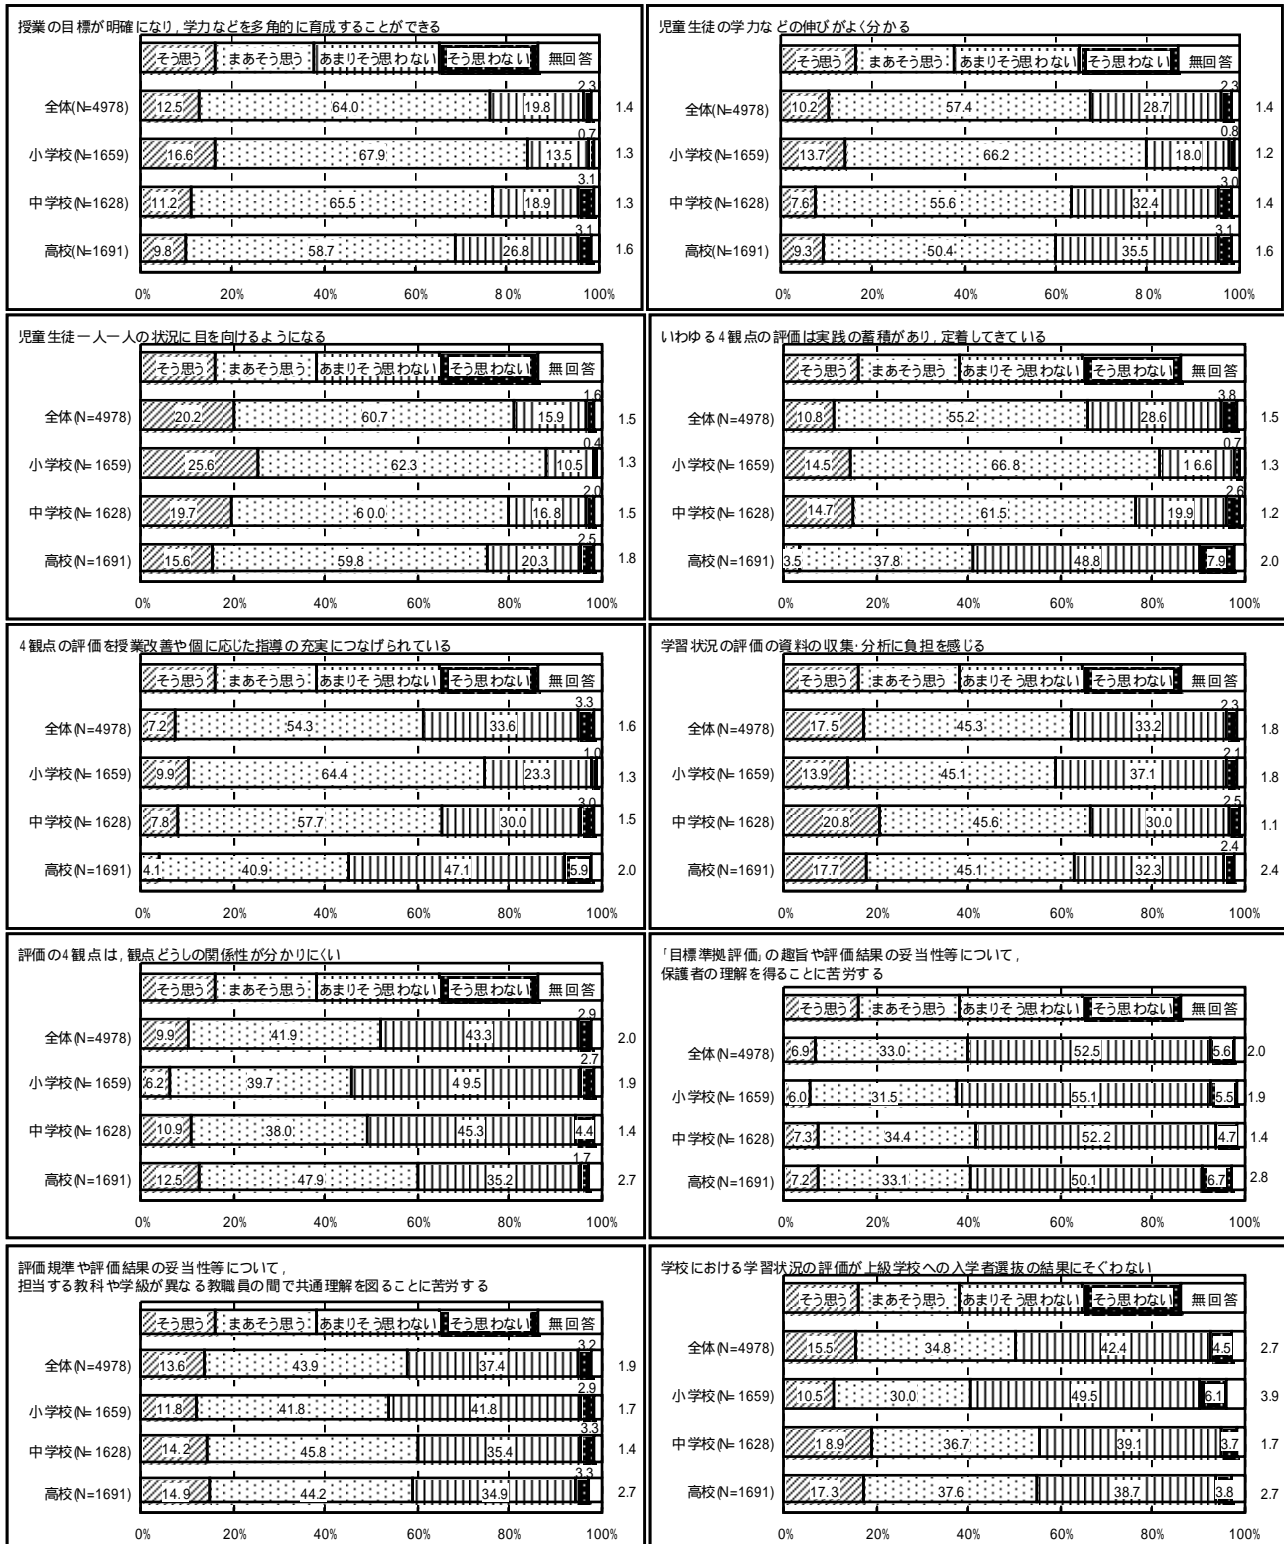 授業の目標が明確になり，学力などを多角的に育成することができる
そう思う まあそう思う あまりそう思わない そう思わない 無回答
2.3
全体(N=4978) 12.5 64.0 19.8 1.4
0.7
小学校(N=1659) 16.6 67.9 13.5 1.3
3.1
中学校(N=1628) 11.2 65.5 18.9 1.3
3.1
高校(N=1691) 9.8 58.7 26.8 1.6
0% 20% 40% 60% 80% 100%
児童生徒の学力などの伸びがよく分かる
そう思う まあそう思う あまりそう思わない そう思わない 無回答
2.3
全体(N=4978) 10.2 57.4 28.7 1.4
0.8
小学校(N=1659) 13.7 66.2 18.0 1.2
3.0
中学校(N=1628) 7.6 55.6 32.4 1.4
3.1
高校(N=1691) 9.3 50.4 35.5 1.6
0% 20% 40% 60% 80% 100%
児童生徒一人一人の状況に目を向けるようになる
そう思う まあそう思う あまりそう思わない そう思わない 無回答
1.6
全体(N=4978) 20.2 60.7 15.9 1.5
0.4
小学校(N=1659) 25.6 62.3 10.5 1.3
2.0
中学校(N=1628) 19.7 60.0 16.8 1.5
2.5
高校(N=1691) 15.6 59.8 20.3 1.8
0% 20% 40% 60% 80% 100%
いわゆる4観点の評価は実践の蓄積があり，定着してきている
そう思う まあそう思う あまりそう思わない そう思わない 無回答
3.8
全体(N=4978) 10.8 55.2 28.6 1.5
0.7
小学校(N=1659) 14.5 66.8 16.6 1.3
2.6
中学校(N=1628) 14.7 61.5 19.9 1.2
高校(N=1691) 3.5 37.8 48.8 7.9 2.0
0% 20% 40% 60% 80% 100%
4観点の評価を授業改善や個に応じた指導の充実につなげられている
そう思う まあそう思う あまりそう思わない そう思わない 無回答
3.3
全体(N=4978) 7.2 54.3 33.6 1.6
1.0
小学校(N=1659) 9.9 64.4 23.3 1.3
3.0
中学校(N=1628) 7.8 57.7 30.0 1.5
高校(N=1691) 4.1 40.9 47.1 5.9 2.0
0% 20% 40% 60% 80% 100%
学習状況の評価の資料の収集・分析に負担を感じる
そう思う まあそう思う あまりそう思わない そう思わない 無回答
2.3
全体(N=4978) 17.5 45.3 33.2 1.8
2.1
小学校(N=1659) 13.9 45.1 37.1 1.8
2.5
中学校(N=1628) 20.8 45.6 30.0 1.1
2.4
高校(N=1691) 17.7 45.1 32.3 2.4
0% 20% 40% 60% 80% 100%
評価の4観点は，観点どうしの関係性が分かりにくい
そう思う まあそう思う あまりそう思わない そう思わない 無回答
2.9
全体(N=4978) 9.9 41.9 43.3 2.0
2.7
小学校(N=1659) 6.2 39.7 49.5 1.9
中学校(N=1628) 10.9 38.0 45.3 4.4 1.4
1.7
高校(N=1691) 12.5 47.9 35.2 2.7
0% 20% 40% 60% 80% 100%
「目標準拠評価」の趣旨や評価結果の妥当性等について，
保護者の理解を得ることに苦労する
そう思う まあそう思う あまりそう思わない そう思わない 無回答
全体(N=4978) 6.9 33.0 52.5 5.6 2.0
小学校(N=1659) 6.0 31.5 55.1 5.5 1.9
中学校(N=1628) 7.3 34.4 52.2 4.7 1.4
高校(N=1691) 7.2 33.1 50.1 6.7 2.8
0% 20% 40% 60% 80% 100%
評価規準や評価結果の妥当性等について，
担当する教科や学級が異なる教職員の間で共通理解を図ることに苦労する
そう思う まあそう思う あまりそう思わない そう思わない 無回答
3.2
全体(N=4978) 13.6 43.9 37.4 1.9
2.9
小学校(N=1659) 11.8 41.8 41.8 1.7
3.3
中学校(N=1628) 14.2 45.8 35.4 1.4
3.3
高校(N=1691) 14.9 44.2 34.9 2.7
0% 20% 40% 60% 80% 100%
学校における学習状況の評価が上級学校への入学者選抜の結果にそぐわない
そう思う まあそう思う あまりそう思わない そう思わない 無回答
全体(N=4978) 15.5 34.8 42.4 4.5 2.7
小学校(N=1659) 10.5 30.0 49.5 6.1 3.9
中学校(N=1628) 18.9 36.7 39.1 3.7 1.7
高校(N=1691) 17.3 37.6 38.7 3.8 2.7
0% 20% 40% 60% 80% 100%